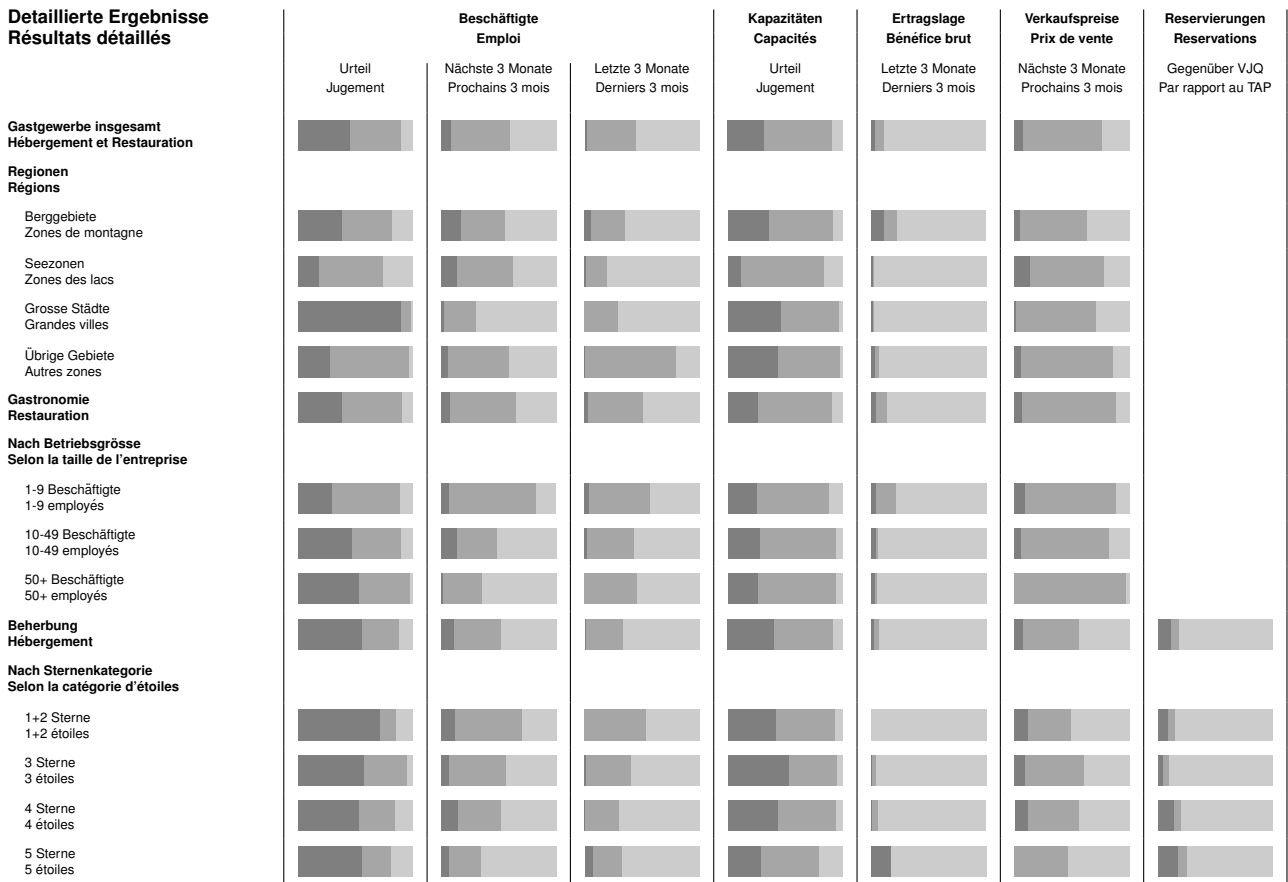 Detaillierte Ergebnisse
Résultats détaillés
Beschäftigte
Emploi
Kapazitäten
Capacités
Ertragslage
Bénéfice brut
Verkaufspreise
Prix de vente
Reservierungen
Reservations
Urteil
Jugement
Nächste 3 Monate
Prochains 3 mois
Letzte 3 Monate
Derniers 3 mois
Urteil
Jugement
Letzte 3 Monate
Derniers 3 mois
Nächste 3 Monate
Prochains 3 mois
Gegenüber VJQ
Par rapport au TAP
Gastgewerbe insgesamt
Hébergement et Restauration
Regionen
Régions
Berggebiete
Zones de montagne
Seezonen
Zones des lacs
Grosse Städte
Grandes villes
Übrige Gebiete
Autres zones
Gastronomie
Restauration
Nach Betriebsgrösse
Selon la taille de l'entreprise
1-9 Beschäftigte
1-9 employés
10-49 Beschäftigte
10-49 employés
50+ Beschäftigte
50+ employés
Beherbung
Hébergement
Nach Sternenkategorie
Selon la catégorie d'étoiles
1+2 Sterne
1+2 étoiles
3 Sterne
3 étoiles
4 Sterne
4 étoiles
5 Sterne
5 étoiles